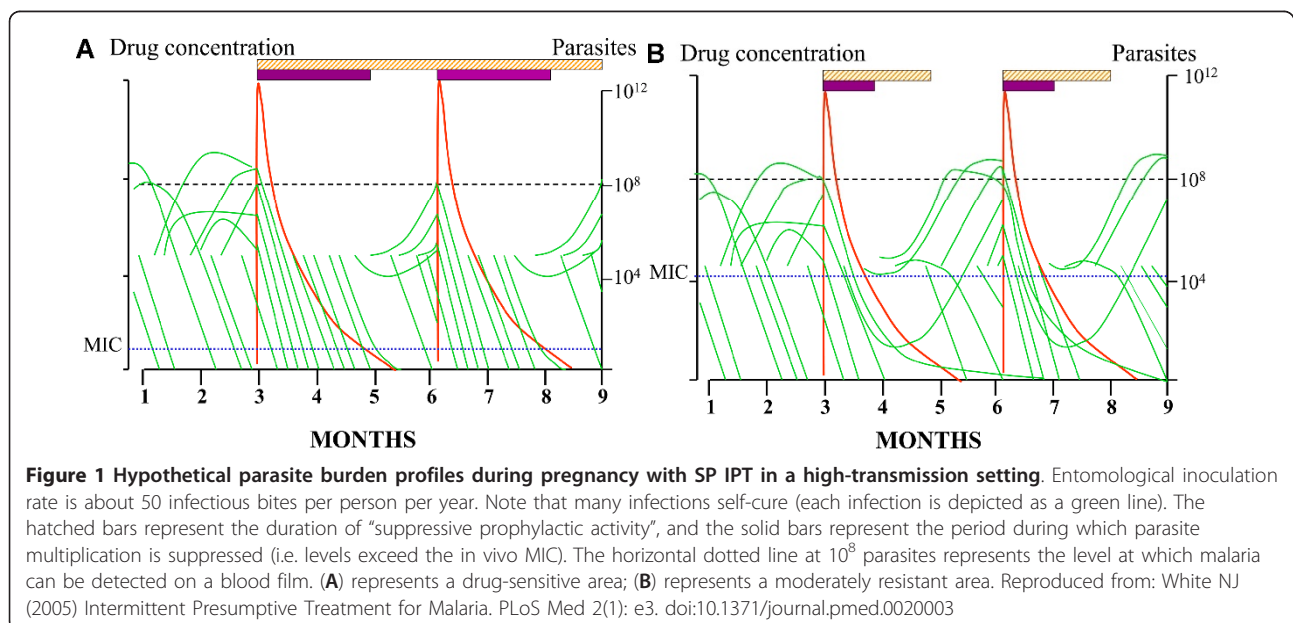 A
Drug concentration Parasites
10¹²
10⁸
10⁴
MIC
1 2 3 4 5 6 7 8 9
MONTHS
B
Drug concentration Parasites
10¹²
10⁸
MIC
10⁴
1 2 3 4 5 6 7 8 9
MONTHS
Figure 1 Hypothetical parasite burden profiles during pregnancy with SP IPT in a high-transmission setting. Entomological inoculation
rate is about 50 infectious bites per person per year. Note that many infections self-cure (each infection is depicted as a green line). The
hatched bars represent the duration of “suppressive prophylactic activity”, and the solid bars represent the period during which parasite
multiplication is suppressed (i.e. levels exceed the in vivo MIC). The horizontal dotted line at 10⁸ parasites represents the level at which malaria
can be detected on a blood film. (A) represents a drug-sensitive area; (B) represents a moderately resistant area. Reproduced from: White NJ
(2005) Intermittent Presumptive Treatment for Malaria. PLoS Med 2(1): e3. doi:10.1371/journal.pmed.0020003